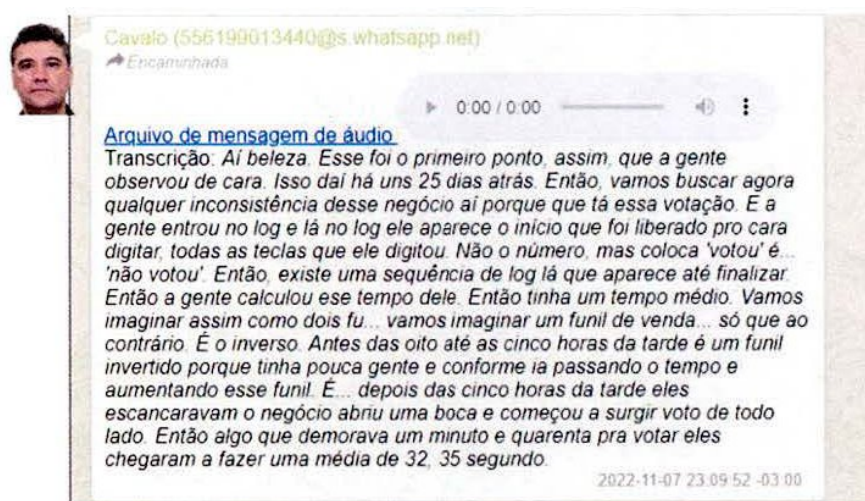 Cavalo (556199013440@s.whatsapp.net)
Encaminhada
0:00 / 0:00
Arquivo de mensagem de áudio
Transcrição: Aí beleza. Esse foi o primeiro ponto, assim, que a gente
observou de cara. Isso daí há uns 25 dias atrás. Então, vamos buscar agora
qualquer inconsistência desse negócio aí porque que tá essa votação. E a
gente entrou no log e lá no log ele aparece o início que foi liberado pro cara
digitar, todas as teclas que ele digitou. Não o número, mas coloca 'votou' é...
'não votou'. Então, existe uma sequência de log lá que aparece até finalizar.
Então a gente calculou ese tempo dele. Então tinha um tempo médio. Vamos
imaginar assim como dois fu... vamos imaginar um funil de venda... só que ao
contrário. É o inverso. Antes das oito até as cinco horas da tarde é um funil
invertido porque tinha pouca gente e conforme ia passando o tempo e
aumentando esse funil. É... depois das cinco horas da tarde eles
escancaravam o negócio abriu uma boca e começou a surgir voto de todo
lado. Então algo que demorava um minuto e quarenta pra votar eles
chegaram a fazer uma média de 32, 35 segundo.
2022-11-07 23:09:52 -03:00